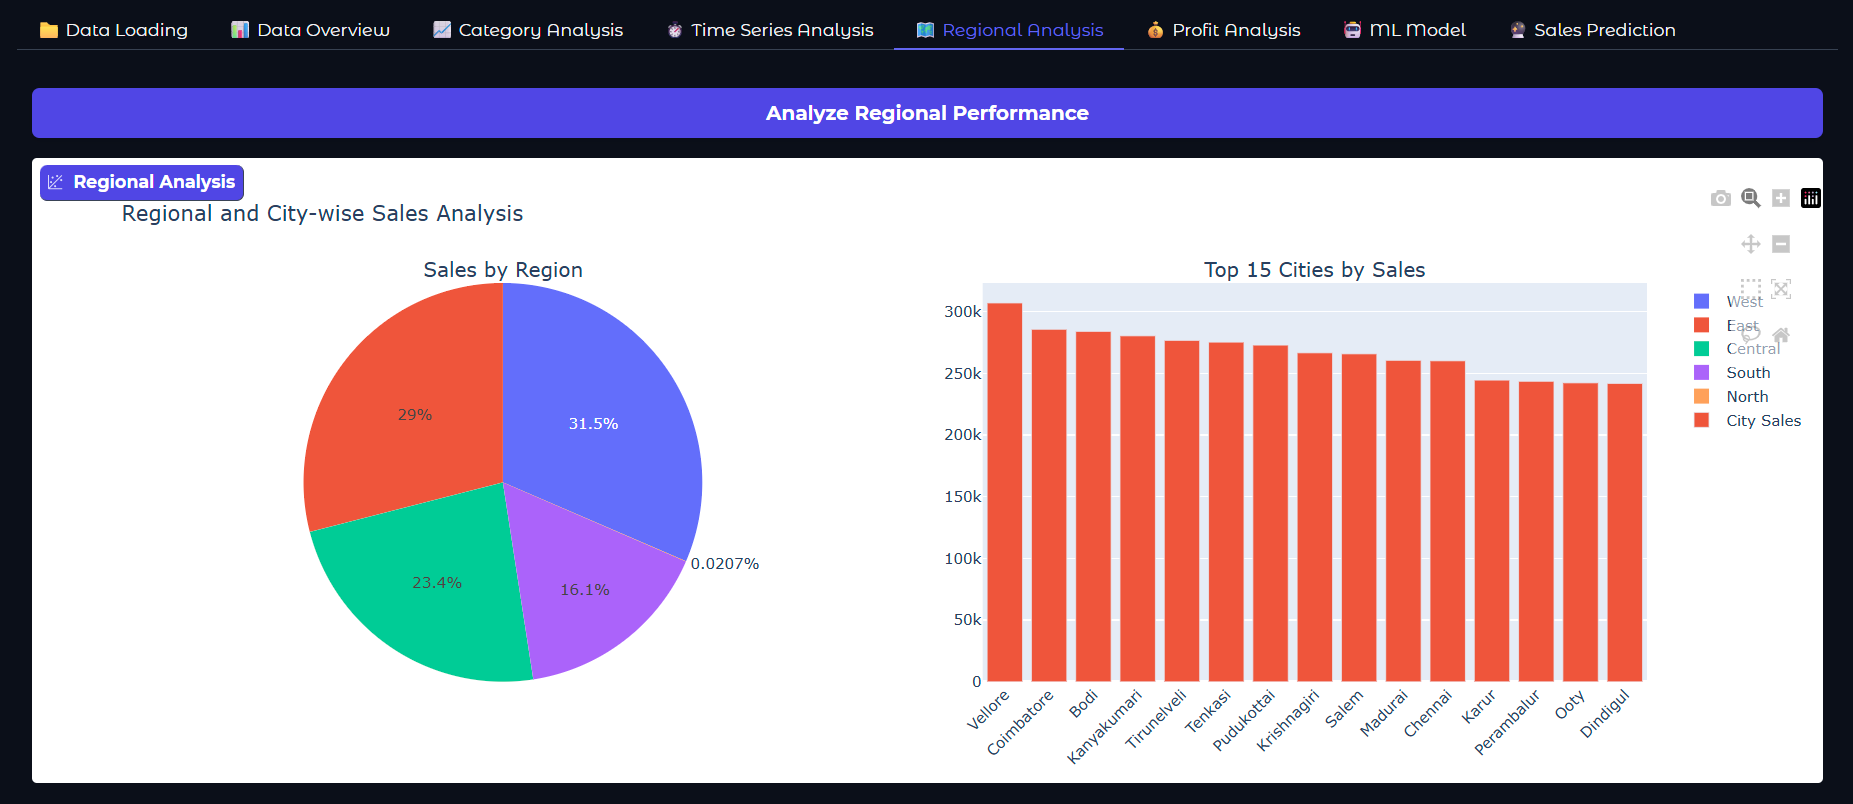 Data Loading
Data Overview
Category Analysis
Time Series Analysis
Regional Analysis
Profit Analysis
ML Model
Sales Prediction
Analyze Regional Performance
Regional Analysis
Regional and City-wise Sales Analysis
Sales by Region
31.5%
29%
23.4%
16.1%
0.0207%
Top 15 Cities by Sales
300k
250k
200k
150k
100k
50k
0
Vellore
Coimbatore
Bodi
Kanyakumari
Tirunelveli
Tenkasi
Pudukottai
Krishnagiri
Salem
Madurai
Chennai
Karur
Perambalur
Ooty
Dindigul
West
East
Central
South
North
City Sales